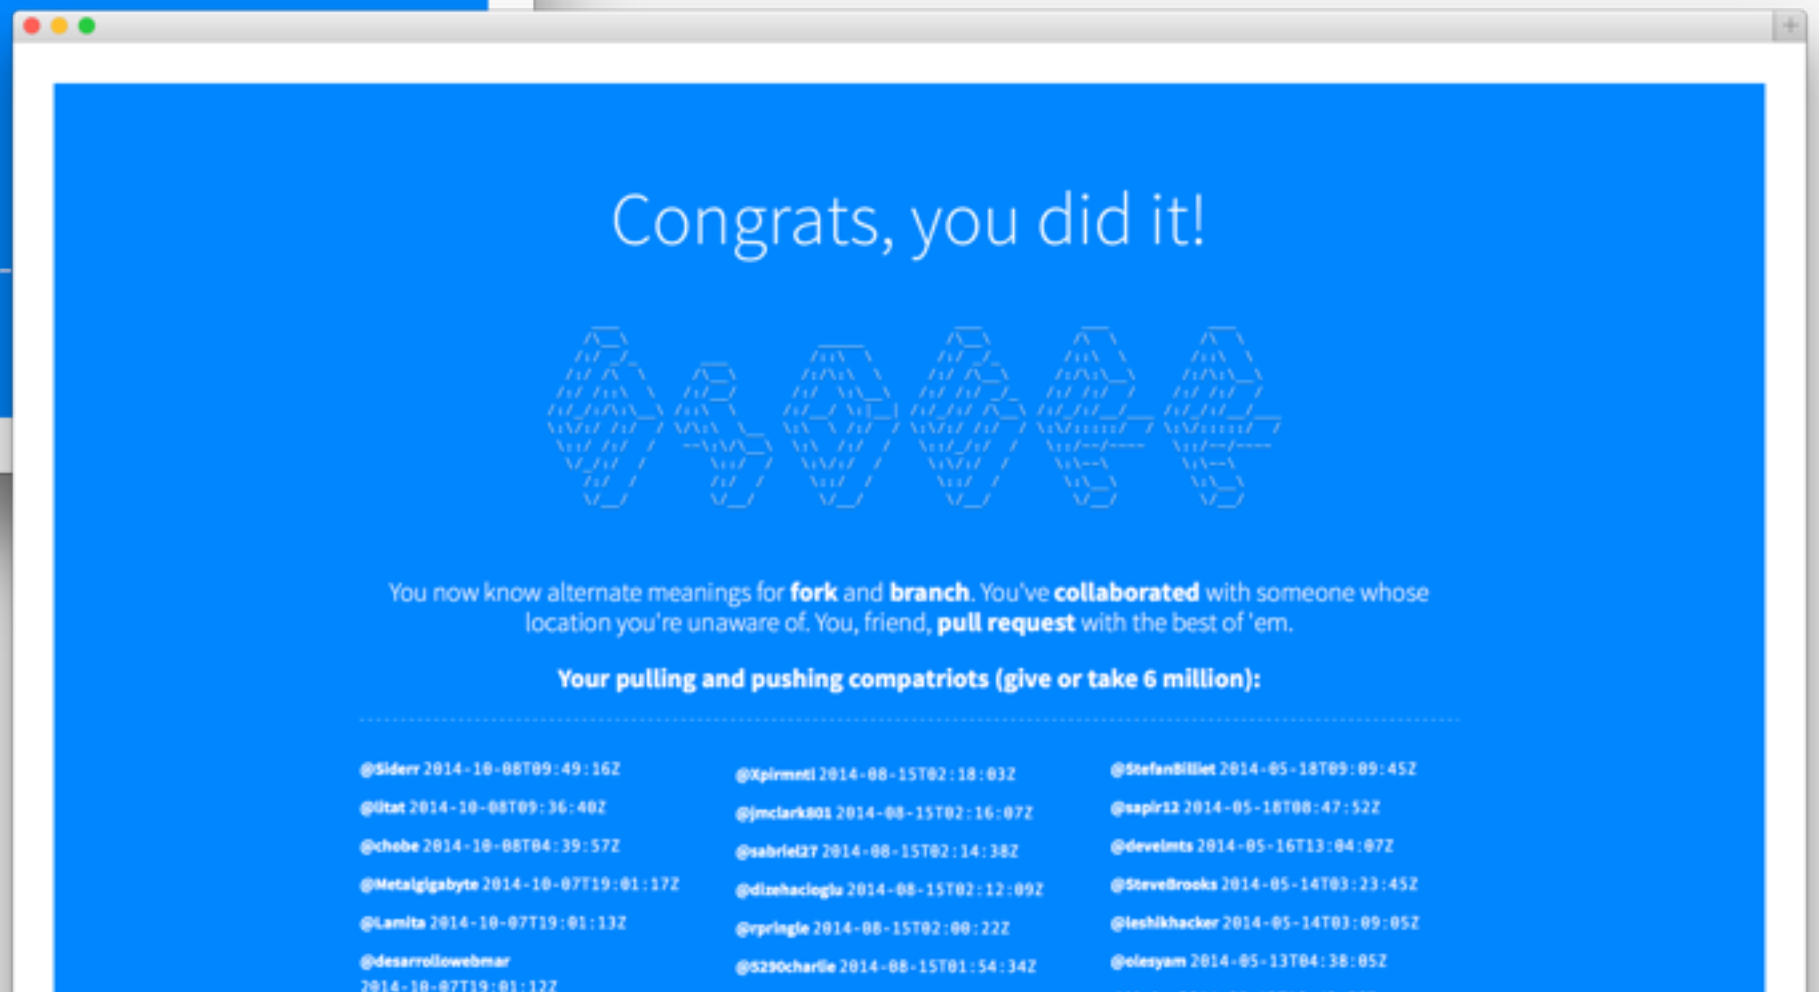 Congrats, you did it!
You now know alternate meanings for fork and branch. You've collaborated with someone whose
location you're unaware of. You, friend, pull request with the best of 'em.
Your pulling and pushing compatriots (give or take 6 million):
@Siderr 2014-10-08T09:49:16Z
@litat 2014-10-08T09:36:40Z
@chobe 2014-10-08T04:39:57Z
@Metalgigabyte 2014-10-07T19:01:17Z
@Lamita 2014-10-07T19:01:13Z
@desarrollowebmar
2014-10-07T19:01:12Z
@Xpirmntl 2014-08-15T02:18:03Z
@jmclark801 2014-08-15T02:16:07Z
@sabriel27 2014-08-15T02:14:38Z
@dizehacioglu 2014-08-15T02:12:09Z
@rpringle 2014-08-15T02:00:22Z
@5290charlie 2014-08-15T01:54:34Z
@StefanBilliet 2014-05-18T09:09:45Z
@sapir12 2014-05-18T08:47:52Z
@develmts 2014-05-16T13:04:07Z
@SteveBrooks 2014-05-14T03:23:45Z
@leshikhacker 2014-05-14T03:09:05Z
@olesyam 2014-05-13T04:38:05Z